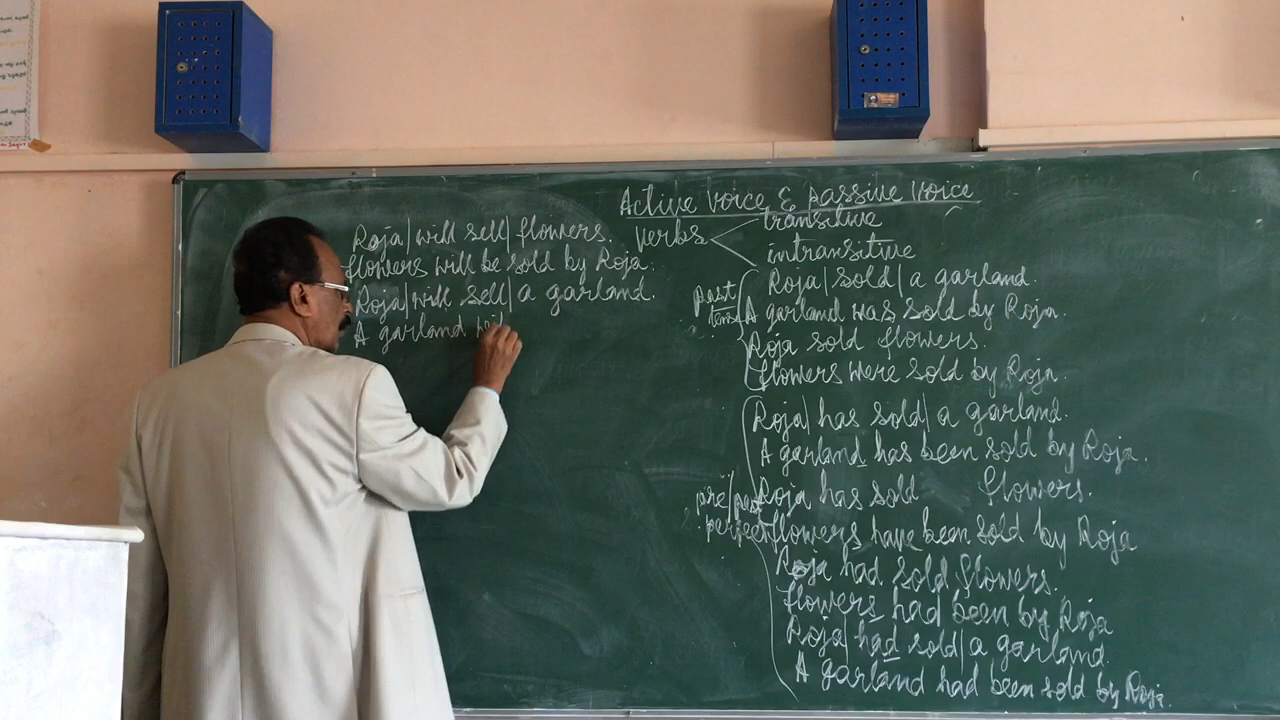 Active Voice & Passive Voice
verbs
transitive
intransitive
Roja | will sell | flowers.
flowers will be sold by Roja.
Roja | will sell | a garland.
A garland wil
past tense
Roja | sold | a garland.
A garland was sold by Roja.
Roja sold flowers.
flowers were sold by Roja.
pre/past perfect
Roja | has sold | a garland.
A garland has been sold by Roja.
Roja has sold flowers.
flowers have been sold by Roja
Roja had sold flowers.
flowers had been by Roja
Roja | had sold | a garland.
A garland had been sold by Roja.